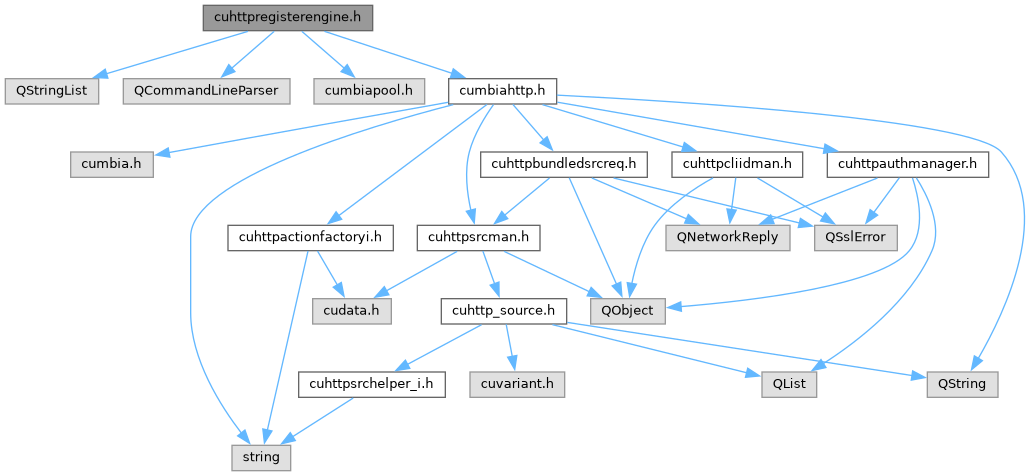 cuhttpregisterengine.h
QStringList
QCommandLineParser
cumbiapool.h
cumbiahttp.h
cumbia.h
cuhttpbundledsrcreq.h
cuhttpcliidman.h
cuhttpauthmanager.h
cuhttpactionfactoryi.h
cuhttpsrcman.h
QNetworkReply
QSslError
cudata.h
cuhttp_source.h
QObject
cuhttpsrchelper_i.h
cuvariant.h
QList
QString
string